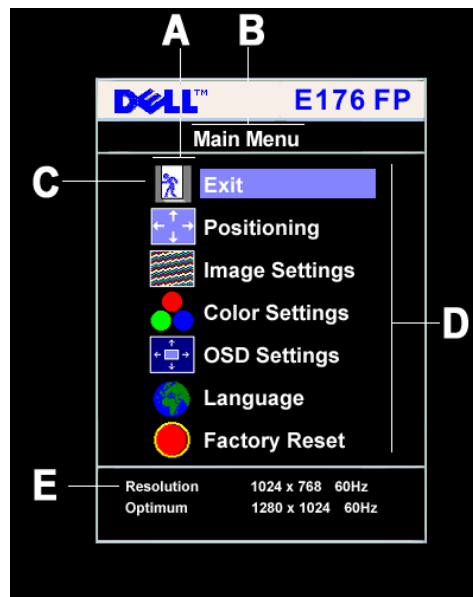 A B
DELL™ E176 FP
Main Menu
C Exit
Positioning
Image Settings
Color Settings
D
OSD Settings
Language
Factory Reset
E Resolution 1024 x 768 60Hz
Optimum 1280 x 1024 60Hz